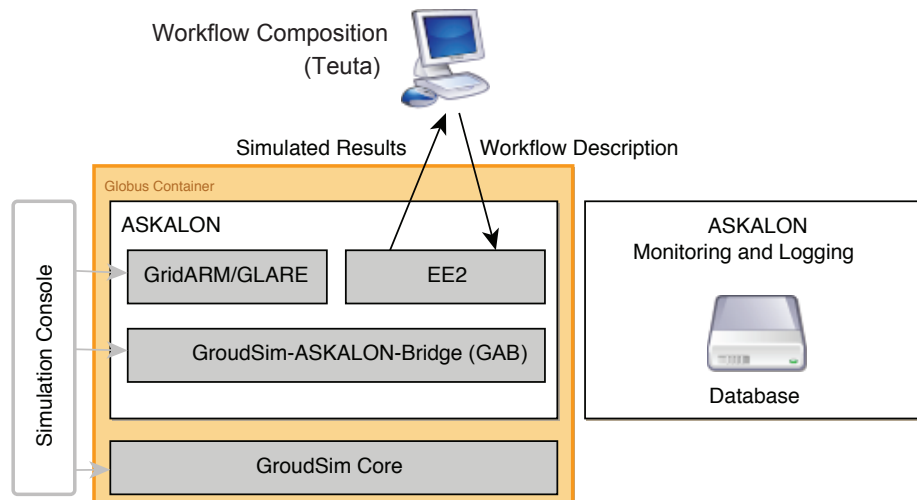 Workflow Composition
(Teuta)
Simulated Results
Workflow Description
Globus Container
ASKALON
GridARM/GLARE
EE2
GroudSim-ASKALON-Bridge (GAB)
GroudSim Core
Simulation Console
ASKALON
Monitoring and Logging
Database